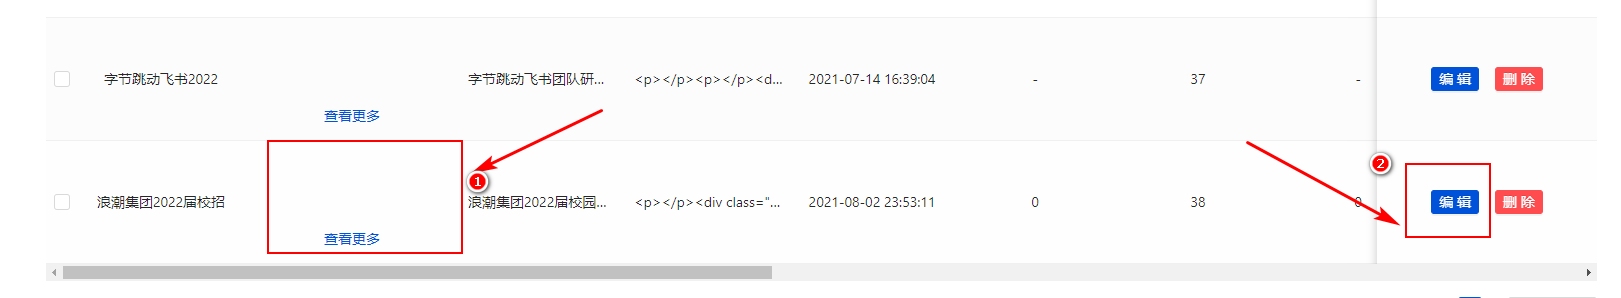 字节跳动飞书2022
查看更多
字节跳动飞书团队研...
<p></p><p></p><d...
2021-07-14 16:39:04
-
37
-
编 辑
删 除
浪潮集团2022届校招
查看更多
1
浪潮集团2022届校园...
<p></p><div class="...
2021-08-02 23:53:11
0
38
0
2
编 辑
删 除